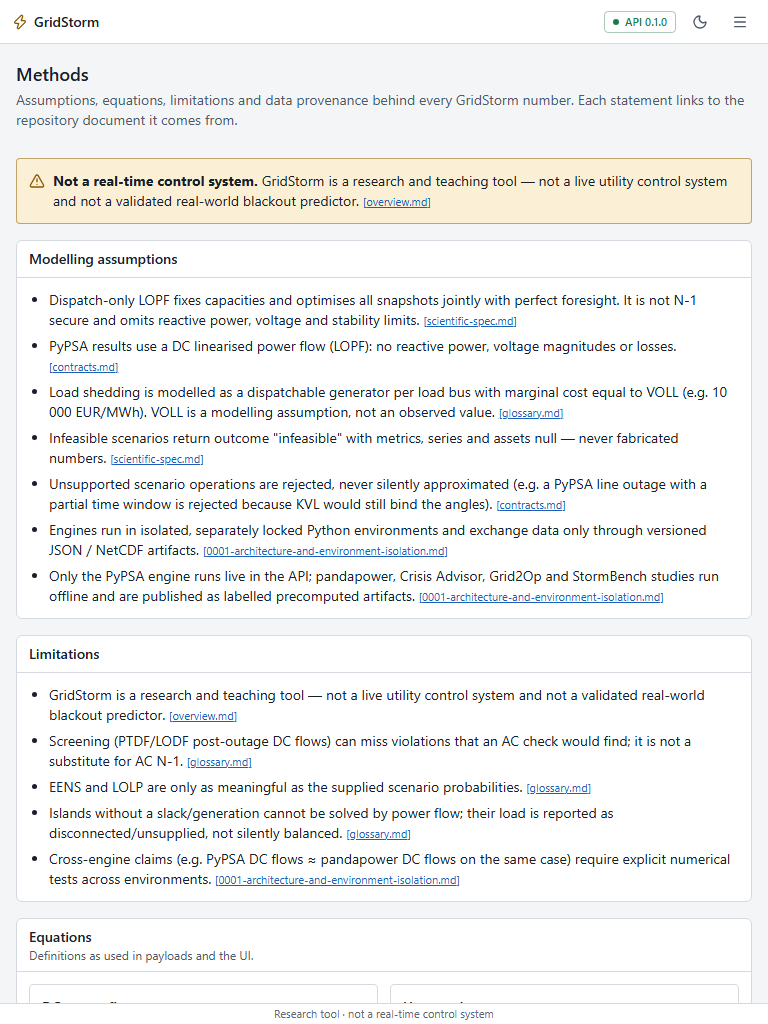 GridStorm
API 0.1.0
Methods
Assumptions, equations, limitations and data provenance behind every GridStorm number. Each statement links to the
repository document it comes from.
Not a real-time control system. GridStorm is a research and teaching tool — not a live utility control system
and not a validated real-world blackout predictor. [overview.md]
Modelling assumptions
Dispatch-only LOPF fixes capacities and optimises all snapshots jointly with perfect foresight. It is not N-1
secure and omits reactive power, voltage and stability limits. [scientific-spec.md]
PyPSA results use a DC linearised power flow (LOPF): no reactive power, voltage magnitudes or losses.
[contracts.md]
Load shedding is modelled as a dispatchable generator per load bus with marginal cost equal to VOLL (e.g. 10
000 EUR/MWh). VOLL is a modelling assumption, not an observed value. [glossary.md]
Infeasible scenarios return outcome "infeasible" with metrics, series and assets null — never fabricated
numbers. [scientific-spec.md]
Unsupported scenario operations are rejected, never silently approximated (e.g. a PyPSA line outage with a
partial time window is rejected because KVL would still bind the angles). [contracts.md]
Engines run in isolated, separately locked Python environments and exchange data only through versioned
JSON / NetCDF artifacts. [0001-architecture-and-environment-isolation.md]
Only the PyPSA engine runs live in the API; pandapower, Crisis Advisor, Grid2Op and StormBench studies run
offline and are published as labelled precomputed artifacts. [0001-architecture-and-environment-isolation.md]
Limitations
GridStorm is a research and teaching tool — not a live utility control system and not a validated real-world
blackout predictor. [overview.md]
Screening (PTDF/LODF post-outage DC flows) can miss violations that an AC check would find; it is not a
substitute for AC N-1. [glossary.md]
EENS and LOLP are only as meaningful as the supplied scenario probabilities. [glossary.md]
Islands without a slack/generation cannot be solved by power flow; their load is reported as
disconnected/unsupplied, not silently balanced. [glossary.md]
Cross-engine claims (e.g. PyPSA DC flows ≈ pandapower DC flows on the same case) require explicit numerical
tests across environments. [0001-architecture-and-environment-isolation.md]
Equations
Definitions as used in payloads and the UI.
Research tool · not a real-time control system